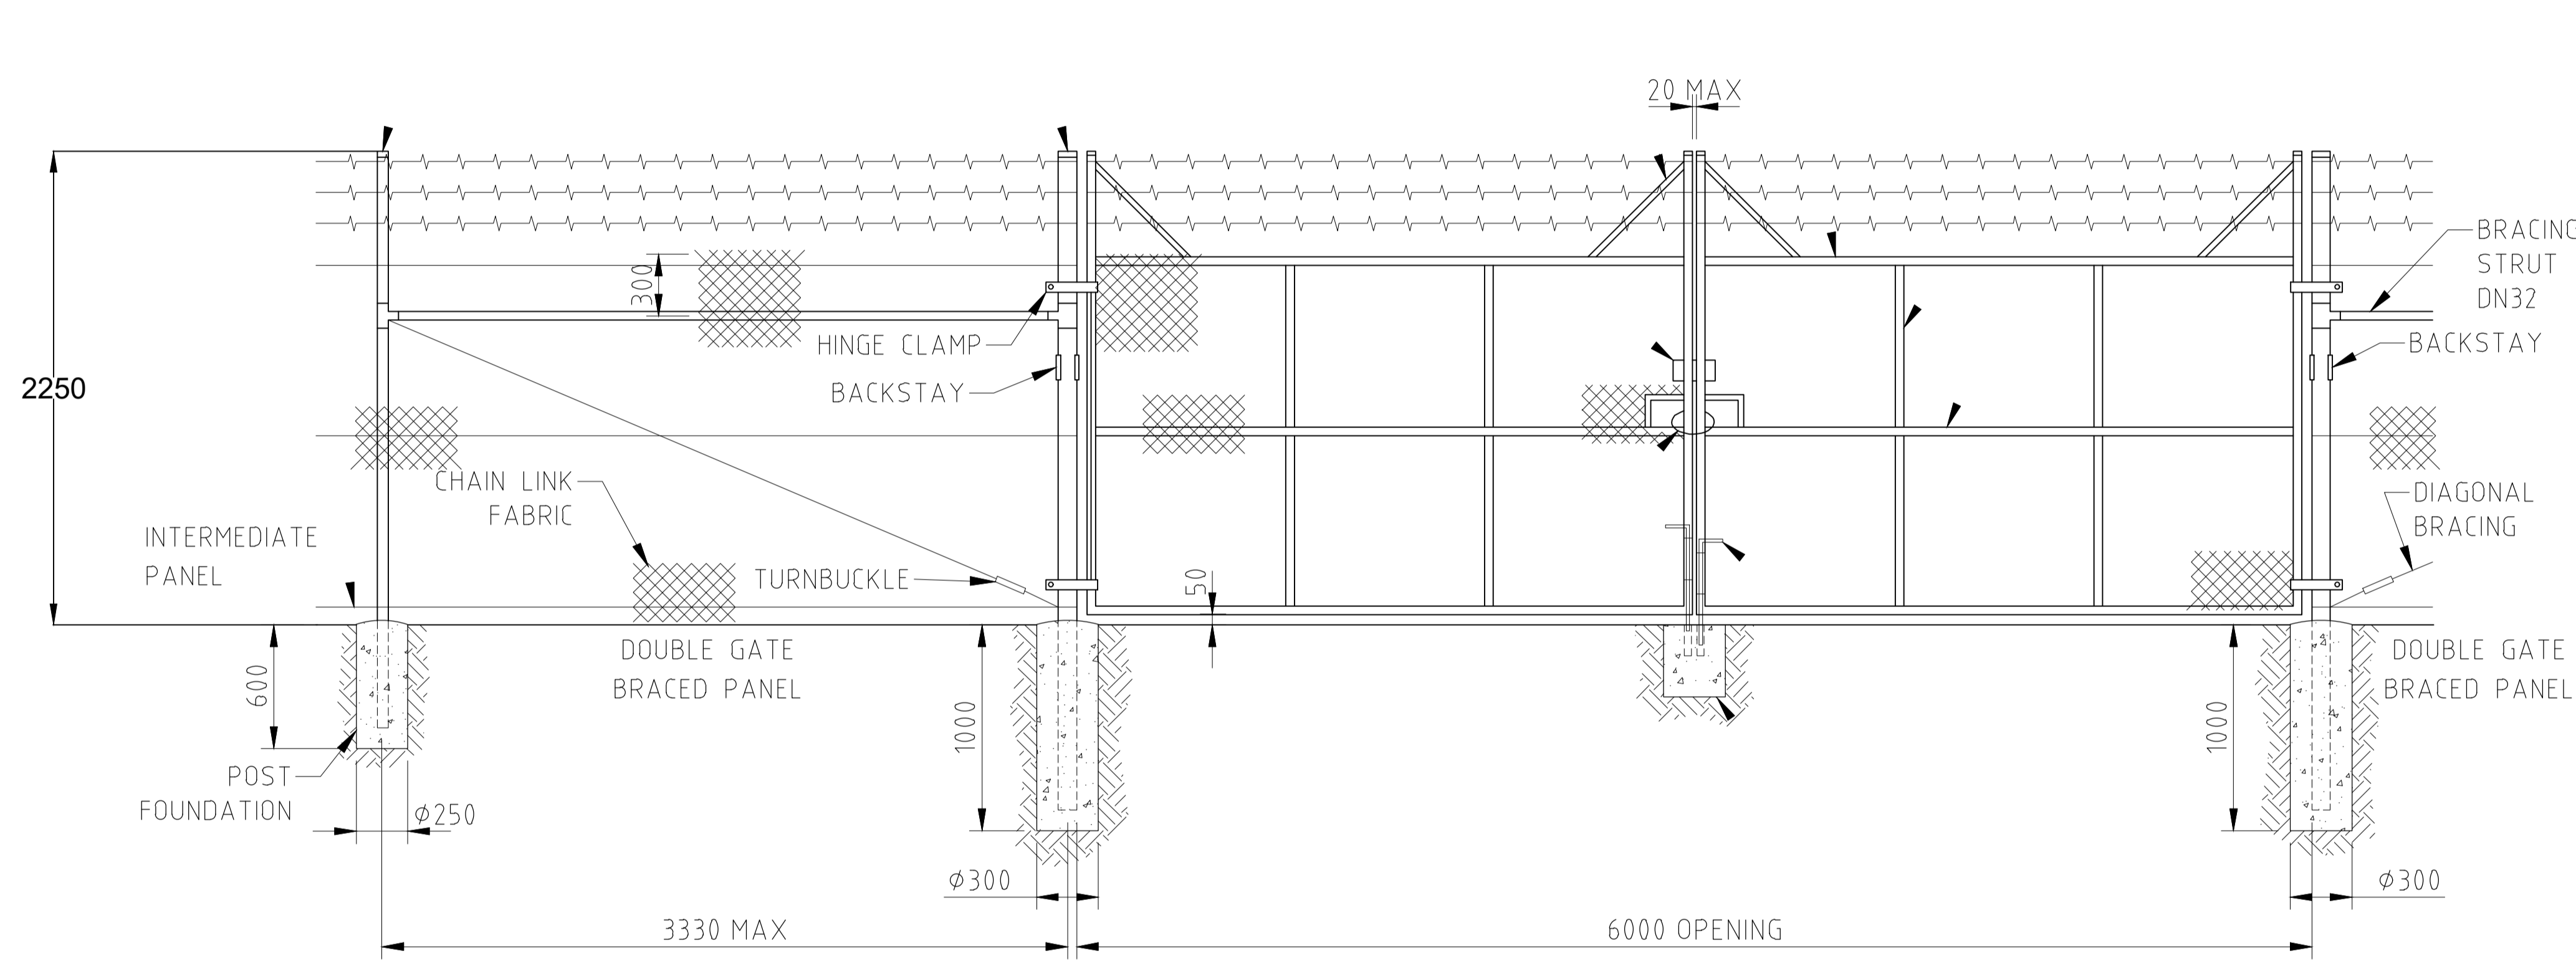 20 MAX
BRACING
STRUT
DN32
300
HINGE CLAMP
BACKSTAY
2250
BACKSTAY
CHAIN LINK
FABRIC
DIAGONAL
BRACING
INTERMEDIATE
PANEL
TURNBUCKLE
50
DOUBLE GATE
BRACED PANEL
DOUBLE GATE
BRACED PANEL
600
1000
1000
POST
FOUNDATION
φ250
φ300
φ300
3330 MAX
6000 OPENING